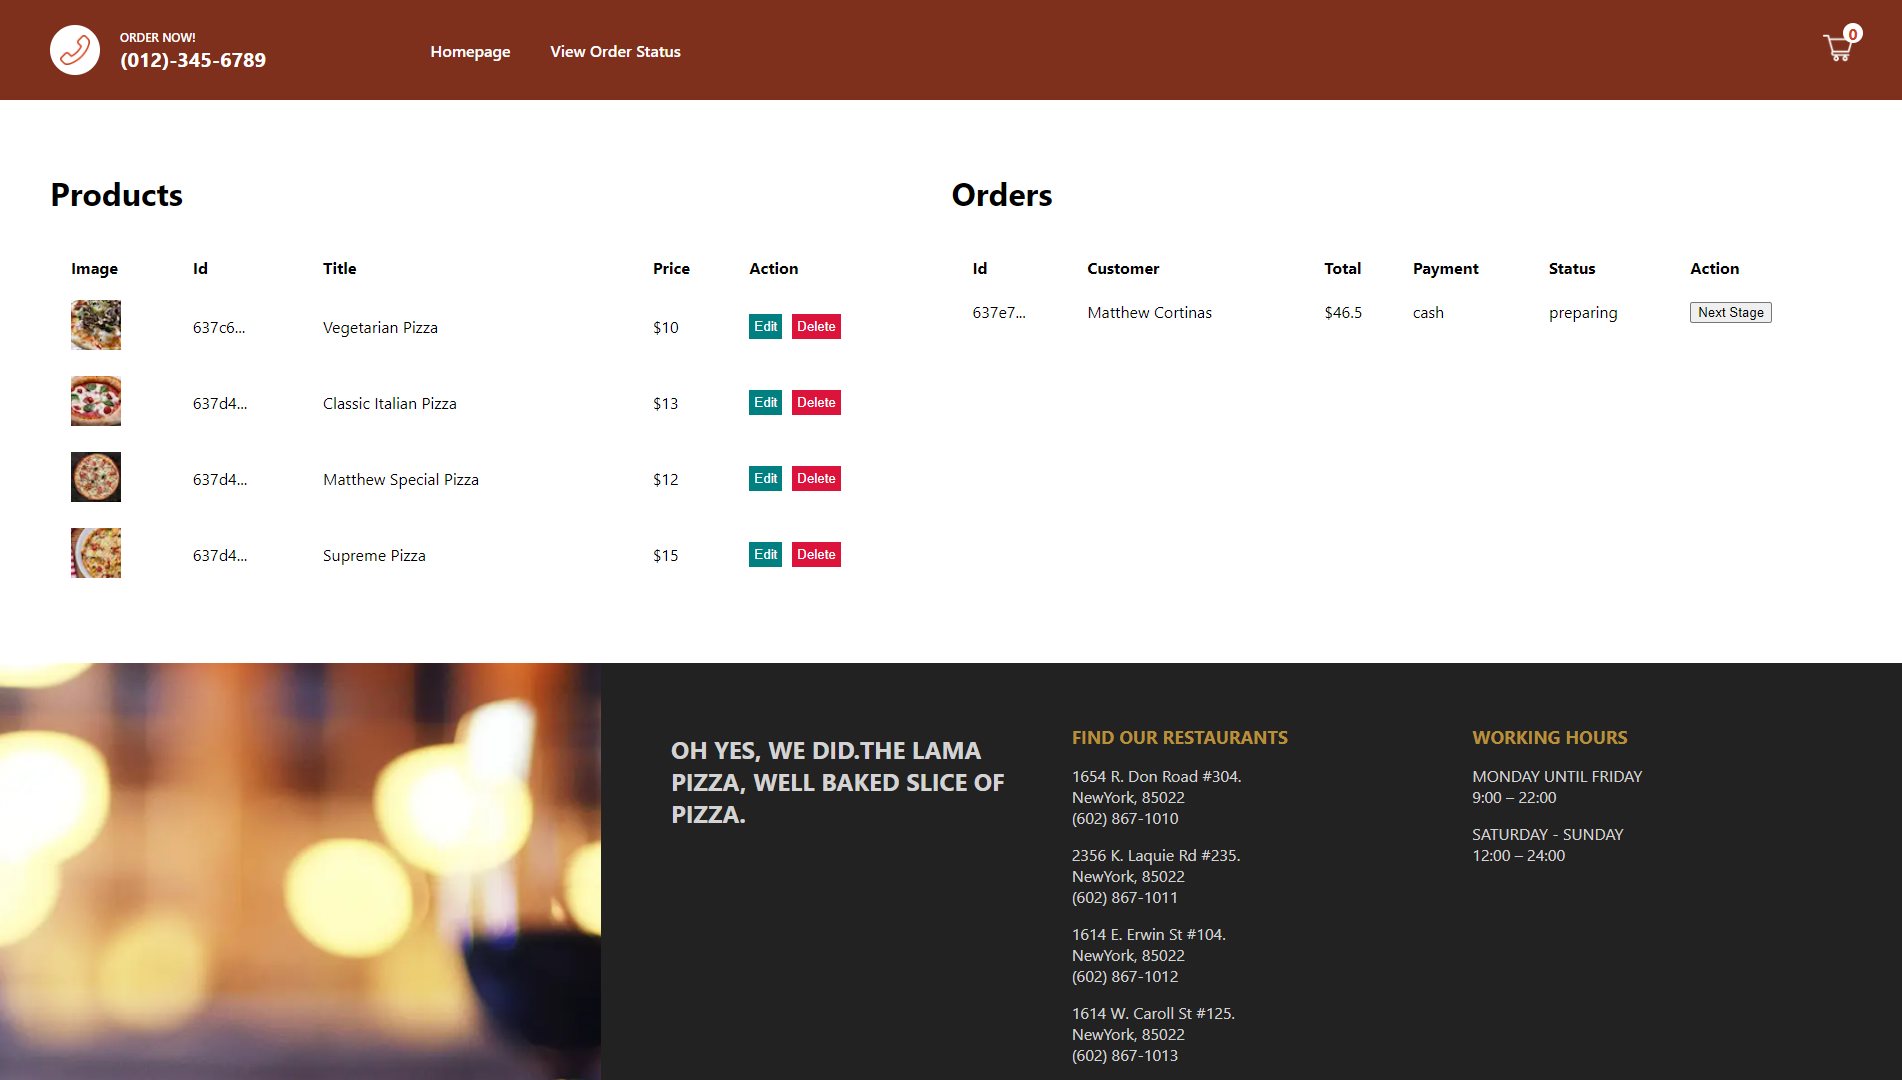 ORDER NOW!
(012)-345-6789
Homepage
View Order Status
0
Products
Image Id Title Price Action
637c6... Vegetarian Pizza $10 Edit Delete
637d4... Classic Italian Pizza $13 Edit Delete
637d4... Matthew Special Pizza $12 Edit Delete
637d4... Supreme Pizza $15 Edit Delete
Orders
Id Customer Total Payment Status Action
637e7... Matthew Cortinas $46.5 cash preparing Next Stage
OH YES, WE DID.THE LAMA
PIZZA, WELL BAKED SLICE OF
PIZZA.
FIND OUR RESTAURANTS
1654 R. Don Road #304.
NewYork, 85022
(602) 867-1010
2356 K. Laquie Rd #235.
NewYork, 85022
(602) 867-1011
1614 E. Erwin St #104.
NewYork, 85022
(602) 867-1012
1614 W. Caroll St #125.
NewYork, 85022
(602) 867-1013
WORKING HOURS
MONDAY UNTIL FRIDAY
9:00 – 22:00
SATURDAY - SUNDAY
12:00 – 24:00